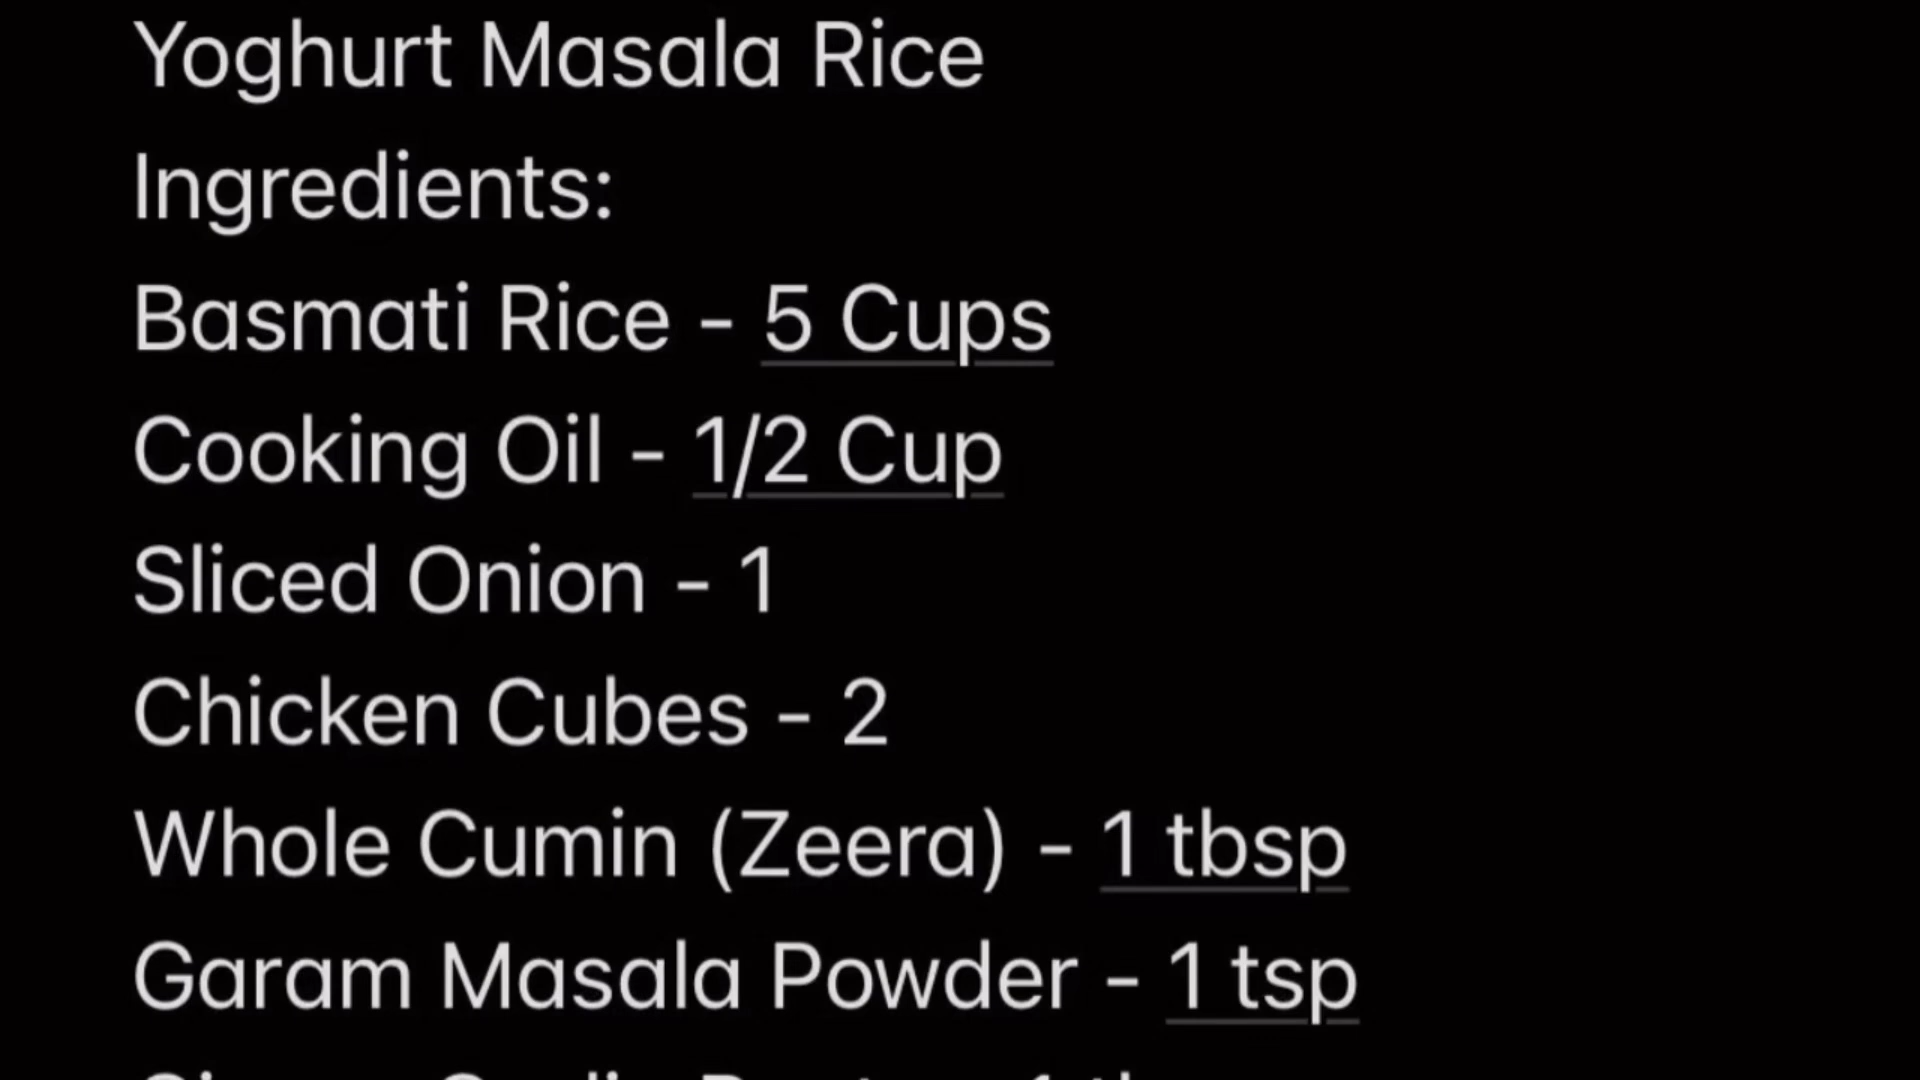 Yoghurt Masala Rice
Ingredients:
Basmati Rice - 5 Cups
Cooking Oil - 1/2 Cup
Sliced Onion - 1
Chicken Cubes - 2
Whole Cumin (Zeera) - 1 tbsp
Garam Masala Powder - 1 tsp